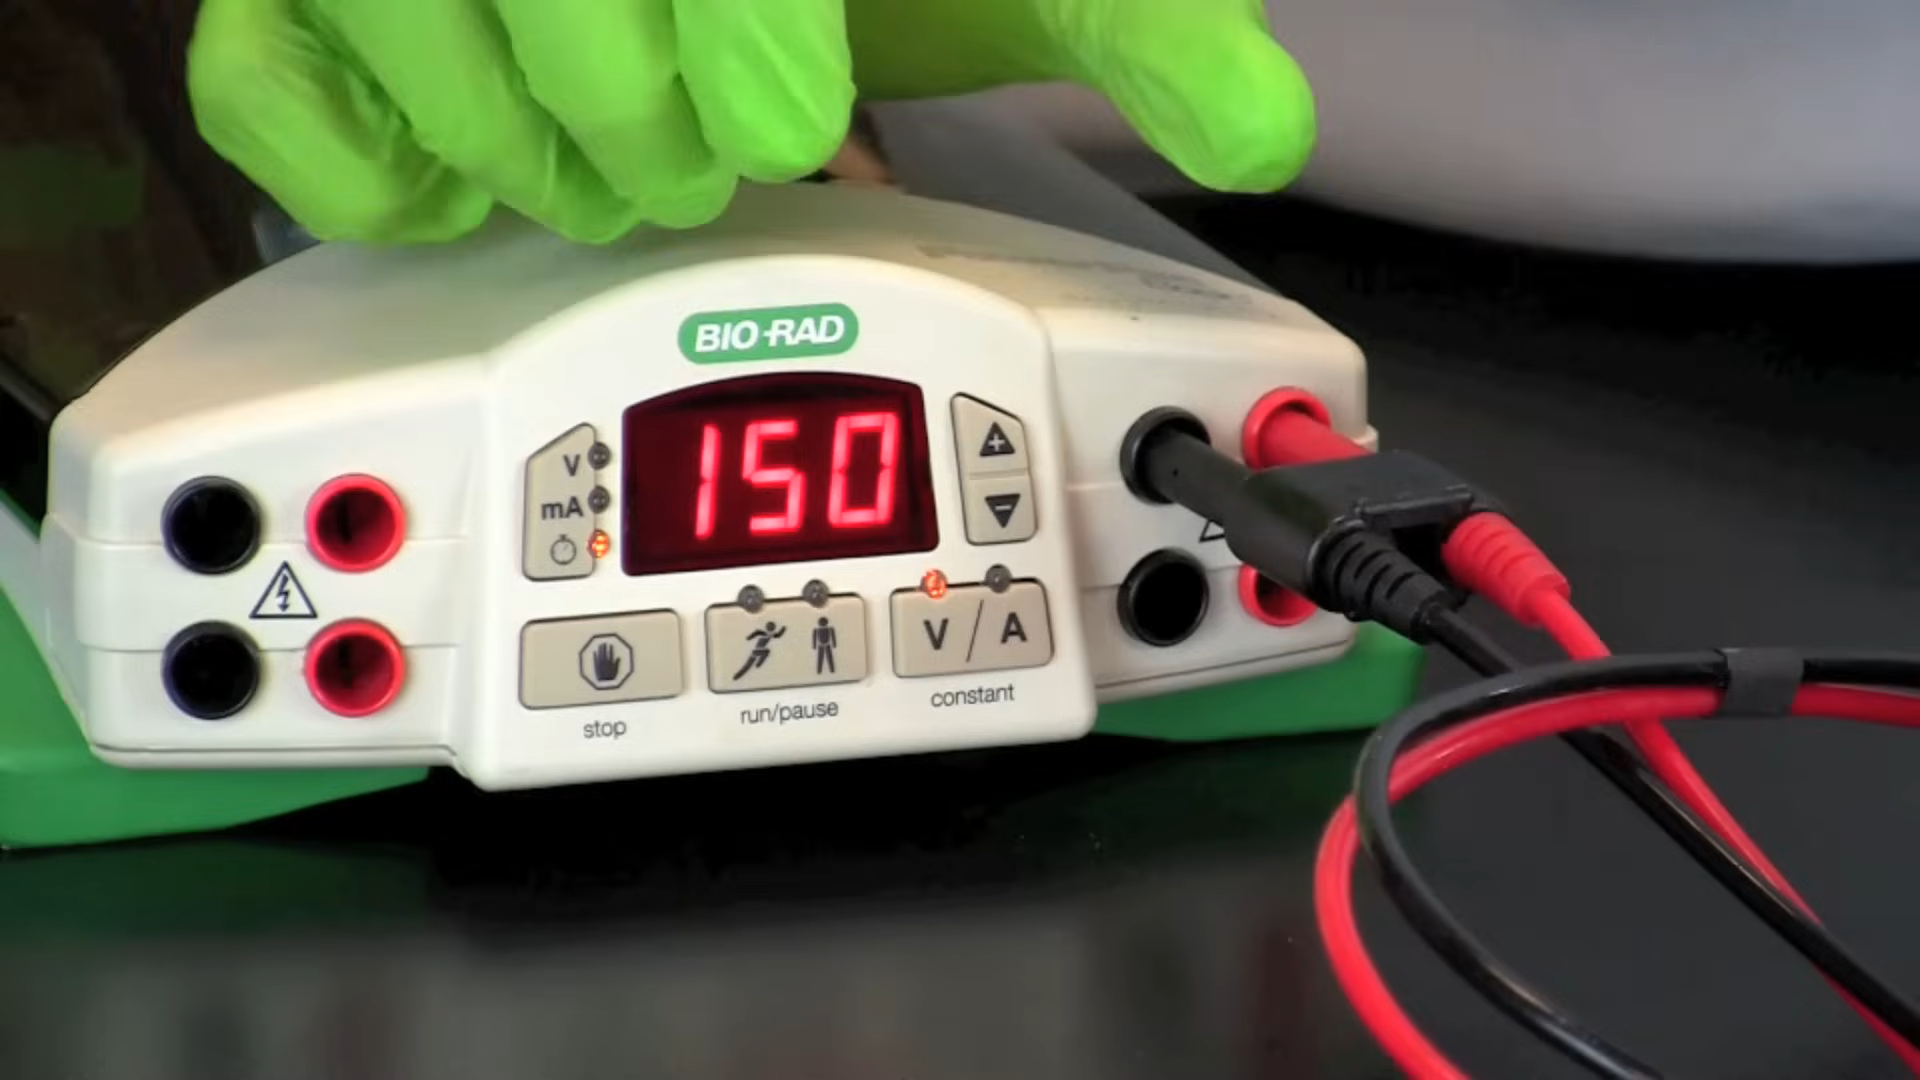 BIO-RAD
150
V
mA
+
-
V / A
stop
run/pause
constant